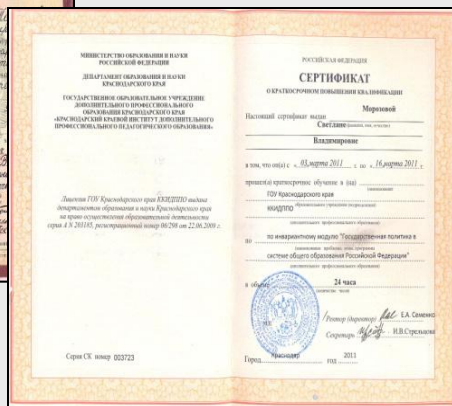 МИНИСТЕРСТВО ОБРАЗОВАНИЯ И НАУКИ
РОССИЙСКОЙ ФЕДЕРАЦИИ
ДЕПАРТАМЕНТ ОБРАЗОВАНИЯ И НАУКИ
КРАСНОДАРСКОГО КРАЯ
ГОСУДАРСТВЕННОЕ ОБРАЗОВАТЕЛЬНОЕ УЧРЕЖДЕНИЕ
ДОПОЛНИТЕЛЬНОГО ПРОФЕССИОНАЛЬНОГО
ОБРАЗОВАНИЯ КРАСНОДАРСКОГО КРАЯ
«КРАСНОДАРСКИЙ КРАЕВОЙ ИНСТИТУТ ДОПОЛНИТЕЛЬНОГО
ПРОФЕССИОНАЛЬНОГО ПЕДАГОГИЧЕСКОГО ОБРАЗОВАНИЯ»
Лицензия ГОУ Краснодарского края ККИДППО выдана
департаментом образования и науки Краснодарского края
на право осуществления образовательной деятельности
серия А N 203185, регистрационный номер 06/298 от 22.06.2009 г.
Серия СК номер 003723
РОССИЙСКАЯ ФЕДЕРАЦИЯ
СЕРТИФИКАТ
О КРАТКОСРОЧНОМ ПОВЫШЕНИИ КВАЛИФИКАЦИИ
Морозовой
Настоящий сертификат выдан
Светлане (фамилия, имя, отчество)
Владимировне
в том, что он(а) с « 03 марта 2011 г. по « 16 марта 2011 г.
прошел(а) краткосрочное обучение в (на)
ГОУ Краснодарского края
ККИДППО
по по инвариантному модулю "Государственная политика в
системе общего образования Российской Федерации"
в объеме 24 часа
Ректор (директор) Е.А. Семенко
Секретарь И.В.Стрельцова
Город Краснодар год 2011